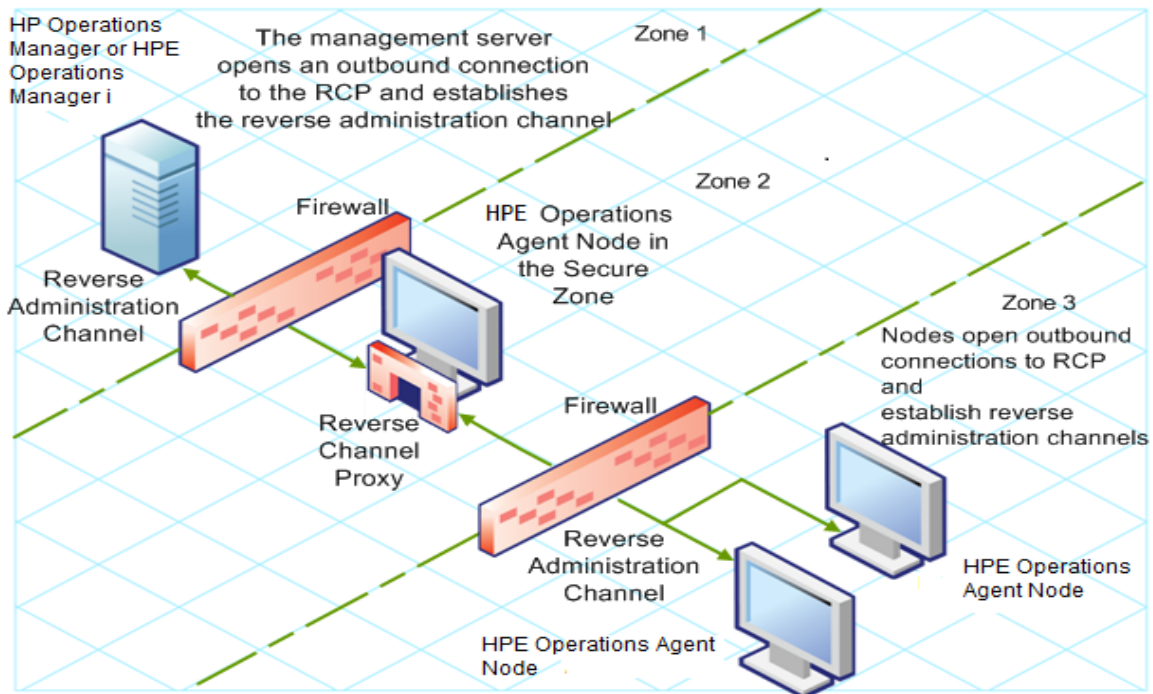 HP Operations
Manager or HPE
Operations
Manager i
The management server
opens an outbound connection
to the RCP and establishes
the reverse administration channel
Zone 1
Zone 2
Firewall
HPE Operations
Agent Node in
the Secure
Zone
Reverse
Administration
Channel
Zone 3
Nodes open outbound
connections to RCP
and
establish reverse
administration channels
Firewall
Reverse
Channel
Proxy
Reverse
Administration
Channel
HPE Operations
Agent Node
HPE Operations Agent
Node